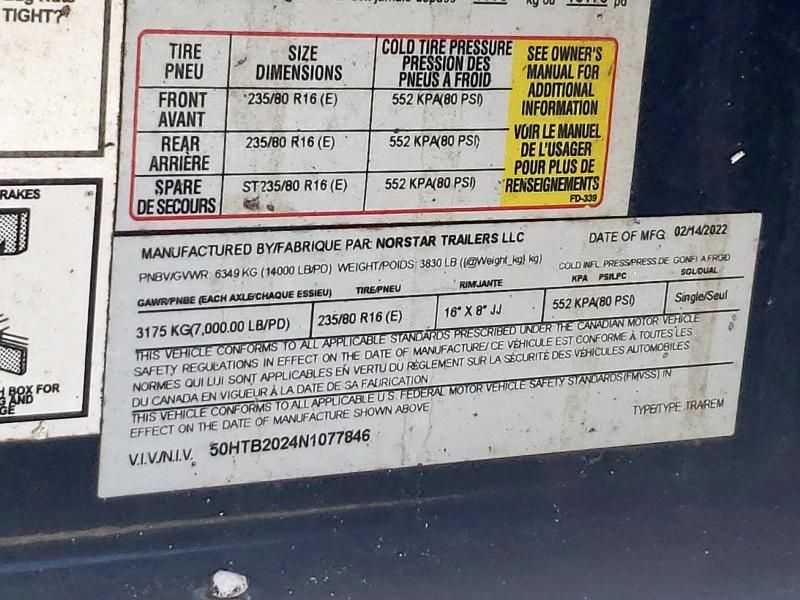 TIGHT?
jamais
kg ou
TIRE
PNEU
SIZE
DIMENSIONS
COLD TIRE PRESSURE
PRESSION DES
PNEUS A FROID
FRONT
AVANT
235/80 R16 (E)
552 KPA(80 PSI)
REAR
ARRIÈRE
235/80 R16 (E)
552 KPA(80 PSI)
SPARE
DE SECOURS
ST235/80 R16 (E)
552 KPA(80 PSI)
SEE OWNER'S
MANUAL FOR
ADDITIONAL
INFORMATION
VOIR LE MANUEL
DE L'USAGER
POUR PLUS DE
RENSEIGNEMENTS
FD-339
RAKES
BOX FOR
AND
GE
MANUFACTURED BY/FABRIQUE PAR: NORSTAR TRAILERS LLC DATE OF MFG 02/14/2022
PNBV/GVWR 6349 KG (14000 LB/PD) WEIGHT/POIDS: 3830 LB ((@Weight_kg) kg)
COLD INFL. PRESS/PRESS.DE GONFL A FROID
GAWR/PNBE (EACH AXLE/CHAQUE ESSIEU) TIRE/PNEU RIM/JANTE KPA PSI/LPC SGL/DUAL
3175 KG(7,000.00 LB/PD) 235/80 R16 (E) 16" X 8" JJ 552 KPA(80 PSI) Single/Seul
THIS VEHICLE CONFORMS TO ALL APPLICABLE STANDARDS PRESCRIBED UNDER THE CANADIAN MOTOR VEHICLE
SAFETY REGULATIONS IN EFFECT ON THE DATE OF MANUFACTURE/ CE VÉHICULE EST CONFORME À TOUTES LES
NORMES QUI LUI SONT APPLICABLES EN VERTU DU RÈGLEMENT SUR LA SÉCURITÉ DES VÉHICULES AUTOMOBILES
DU CANADA EN VIGUEUR À LA DATE DE SA FAURICATION
THIS VEHICLE CONFORMS TO ALL APPLICABLE U.S. FEDERAL MOTOR VEHICLE SAFETY STANDARDS(FMVSS) IN
EFFECT ON THE DATE OF MANUFACTURE SHOWN ABOVE
TYPE/TYPE TRA/REM
V.I.V./N.I.V. 50HTB2024N1077846